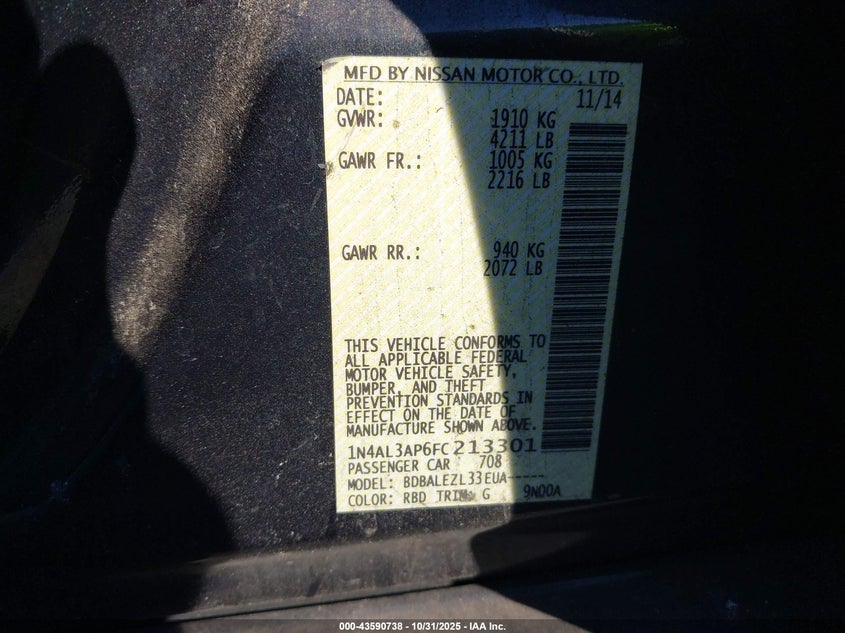 MFD BY NISSAN MOTOR CO., LTD.
DATE: 11/14
GVWR: 1910 KG
4211 LB
GAWR FR.: 1005 KG
2216 LB
GAWR RR.: 940 KG
2072 LB
THIS VEHICLE CONFORMS TO
ALL APPLICABLE FEDERAL
MOTOR VEHICLE SAFETY,
BUMPER, AND THEFT
PREVENTION STANDARDS IN
EFFECT ON THE DATE OF
MANUFACTURE SHOWN ABOVE.
1N4AL3AP6FC213301
PASSENGER CAR 708
MODEL: BDBALEZL33EUA-----
COLOR: RBD TRIM: G 9N00A
000-43590738 - 10/31/2025 - IAA Inc.